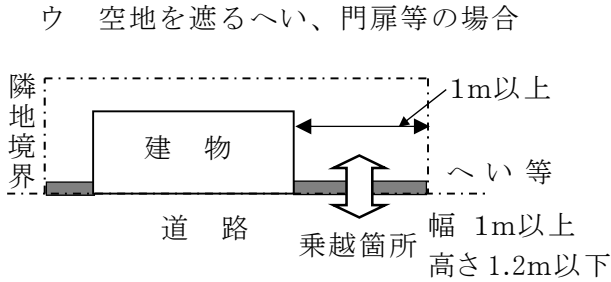 ウ 空地を遮るへい、門扉等の場合
隣地境界
1m以上
建物
へい等
道路
乗越箇所
幅 1m以上
高さ1.2m以下